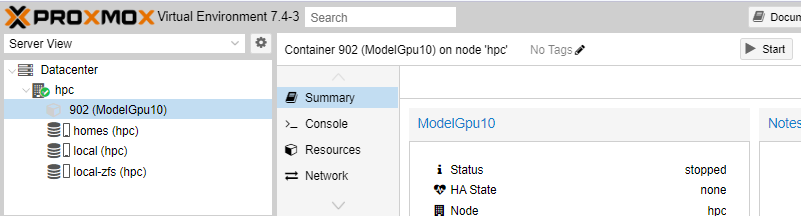 PROXMOX Virtual Environment 7.4-3 Search Docum
Server View
Container 902 (ModelGpu10) on node 'hpc' No Tags Start
Datacenter
hpc
902 (ModelGpu10)
homes (hpc)
local (hpc)
local-zfs (hpc)
Summary
Console
Resources
Network
ModelGpu10
Notes
Status stopped
HA State none
Node hpc